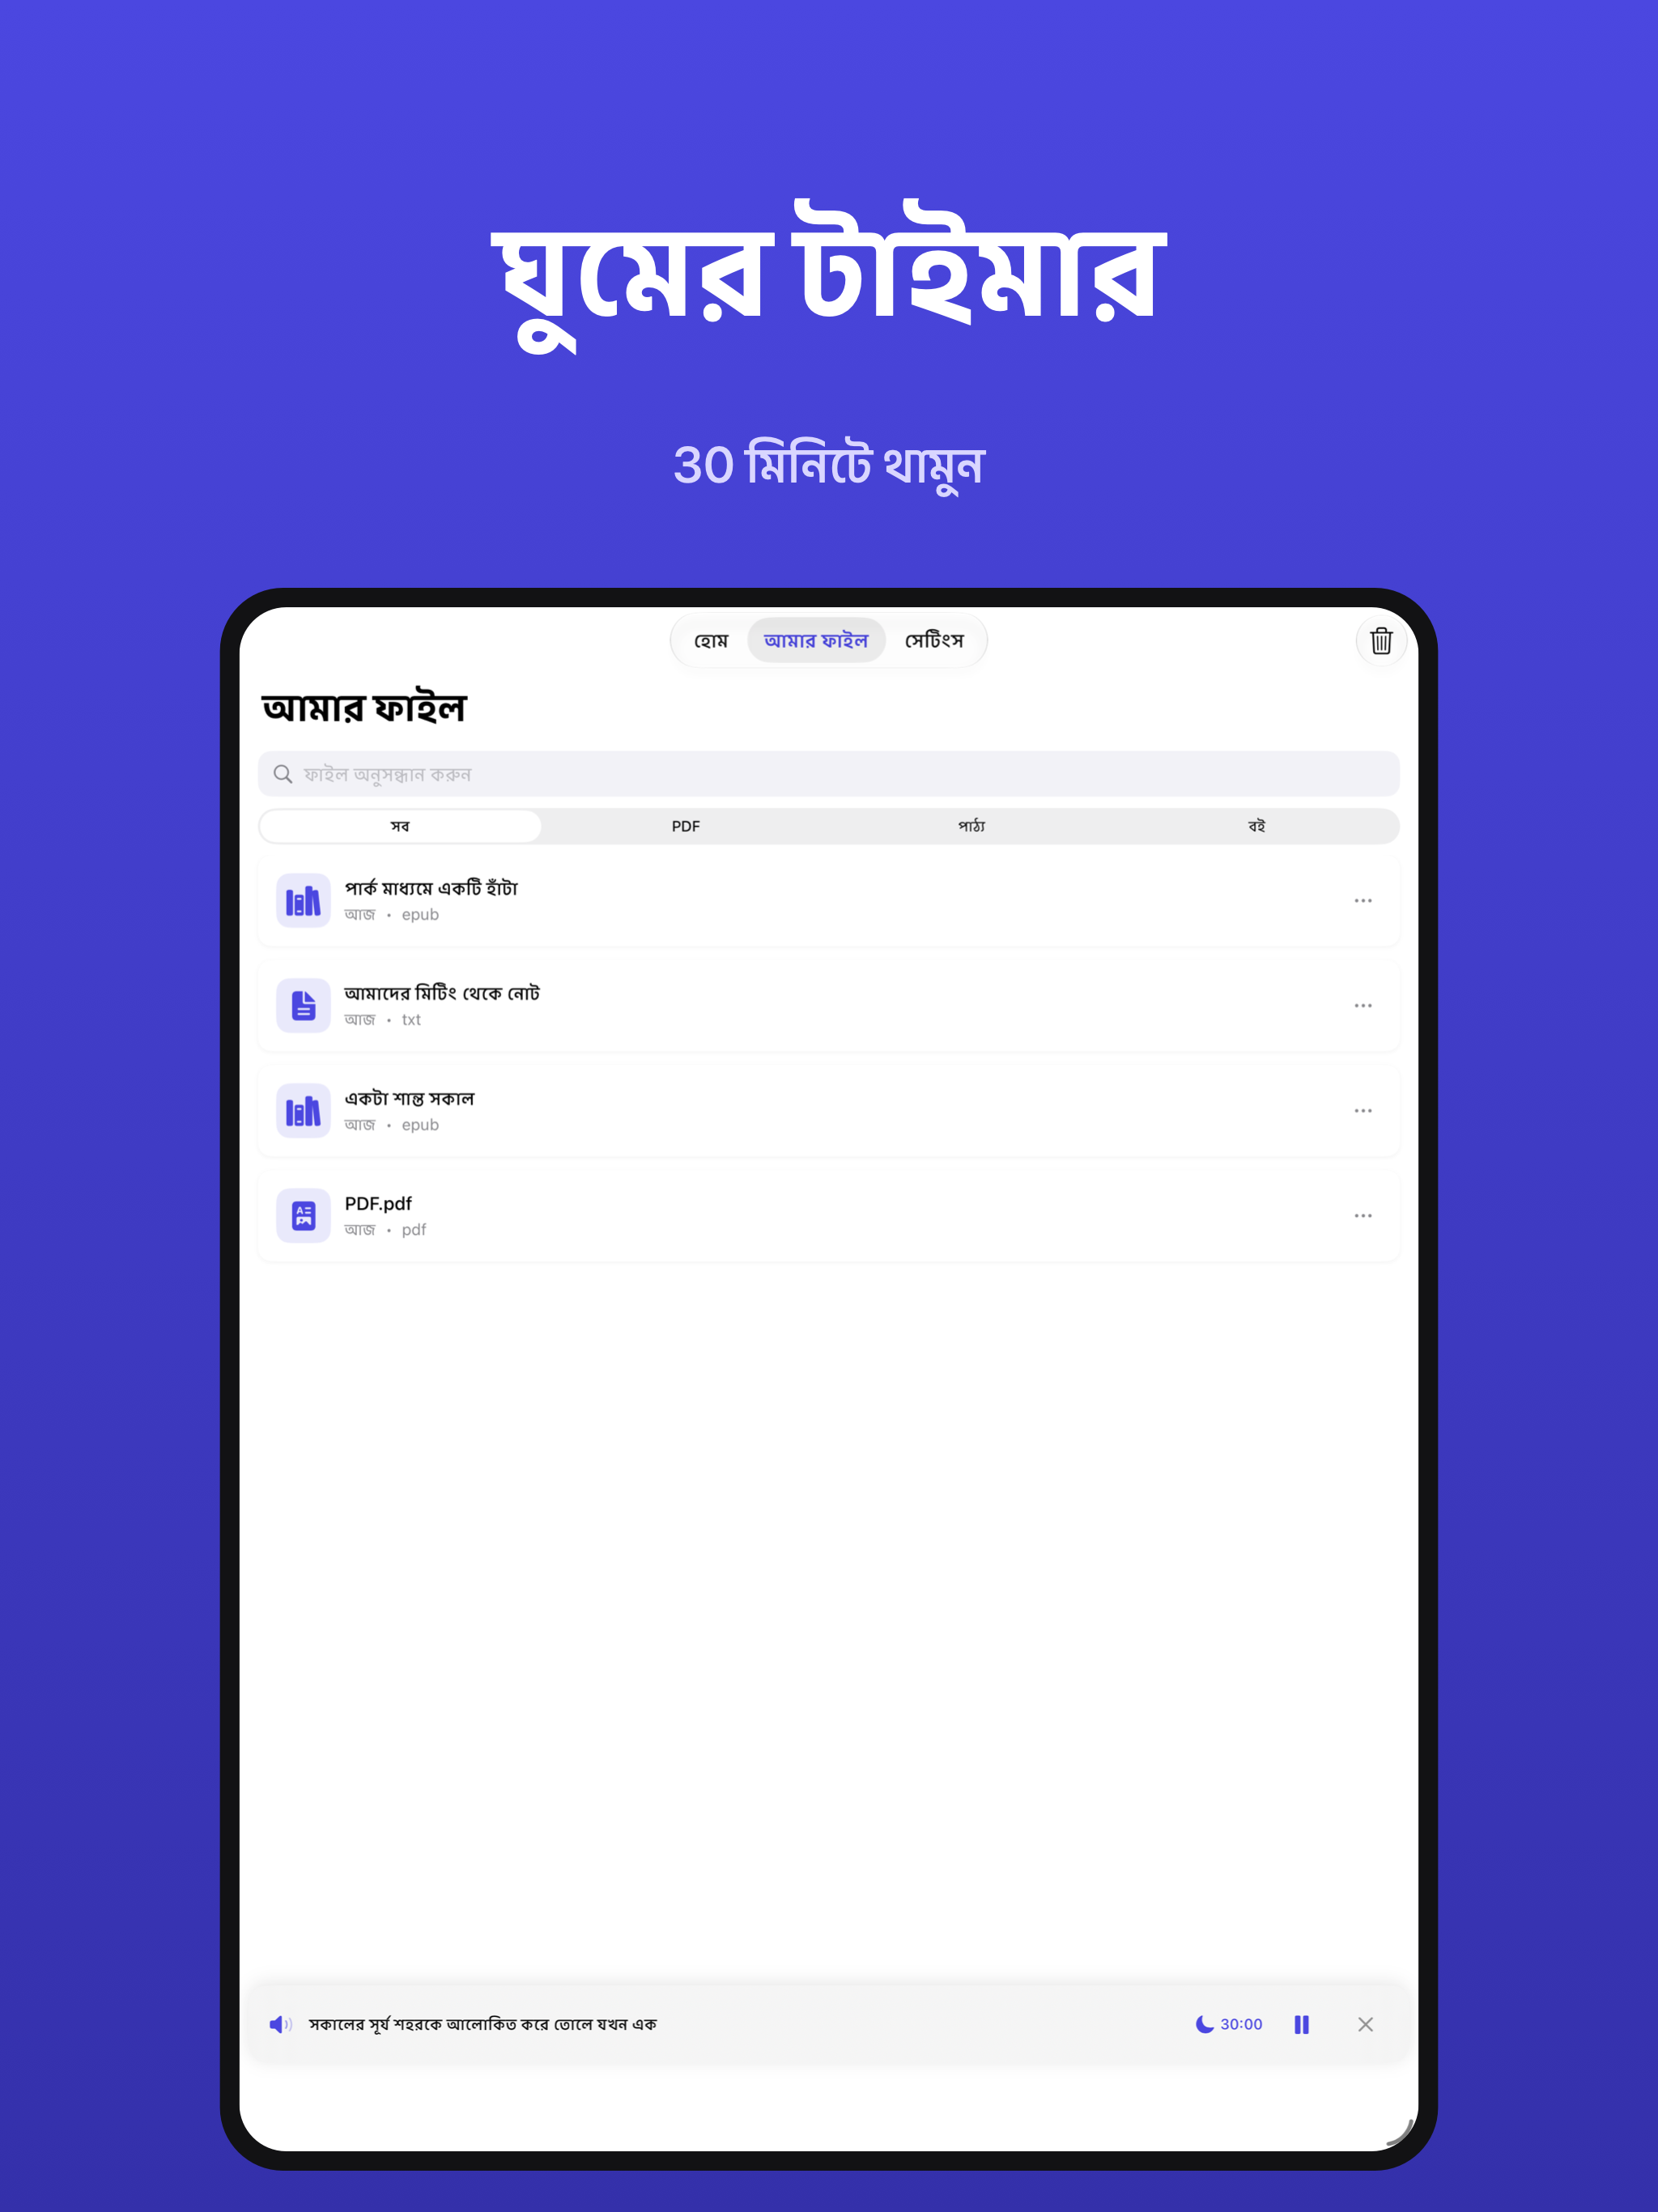 ঘুমের টাইমার
30 মিনিটে থামুন
হোম আমার ফাইল সেটিংস
আমার ফাইল
ফাইল অনুসন্ধান করুন
সব PDF পাঠ্য বই
পার্ক মাধ্যমে একটি হাঁটা
আজ • epub
আমাদের মিটিং থেকে নোট
আজ • txt
একটা শান্ত সকাল
আজ • epub
PDF.pdf
আজ • pdf
সকালের সূর্য শহরকে আলোকিত করে তোলে যখন এক 30:00